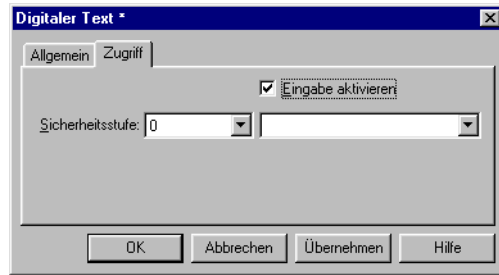 Digitaler Text *
Allgemein Zugriff
Eingabe aktivieren
Sicherheitsstufe: 0
OK Abbrechen Übernehmen Hilfe